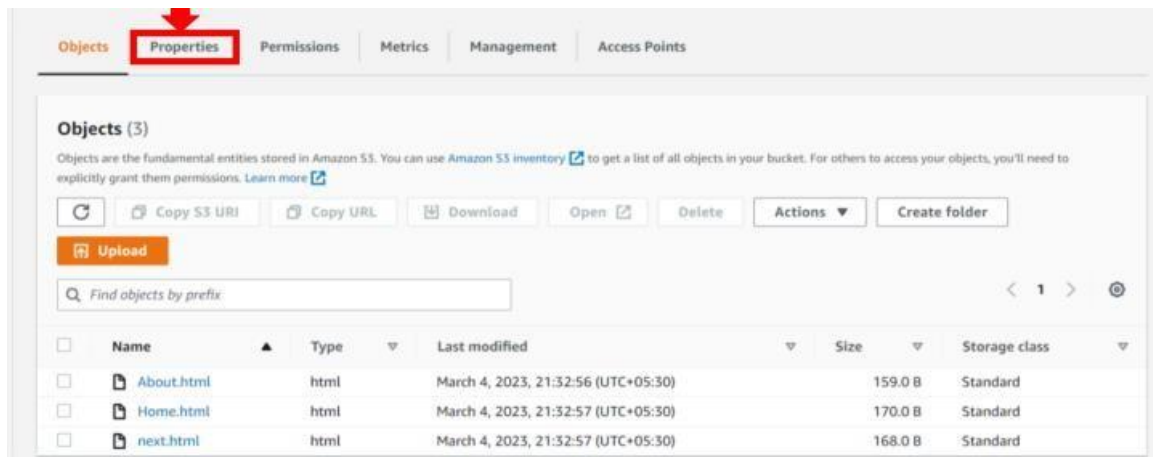 Objects Properties Permissions Metrics Management Access Points
Objects (3)
Objects are the fundamental entities stored in Amazon S3. You can use Amazon S3 inventory to get a list of all objects in your bucket. For others to access your objects, you'll need to
explicitly grant them permissions. Learn more
Copy S3 URI Copy URL Download Open Delete Actions Create folder
Upload
Find objects by prefix 1
Name Type Last modified Size Storage class
About.html html March 4, 2023, 21:32:56 (UTC+05:30) 159.0 B Standard
Home.html html March 4, 2023, 21:32:57 (UTC+05:30) 170.0 B Standard
next.html html March 4, 2023, 21:32:57 (UTC+05:30) 168.0 B Standard